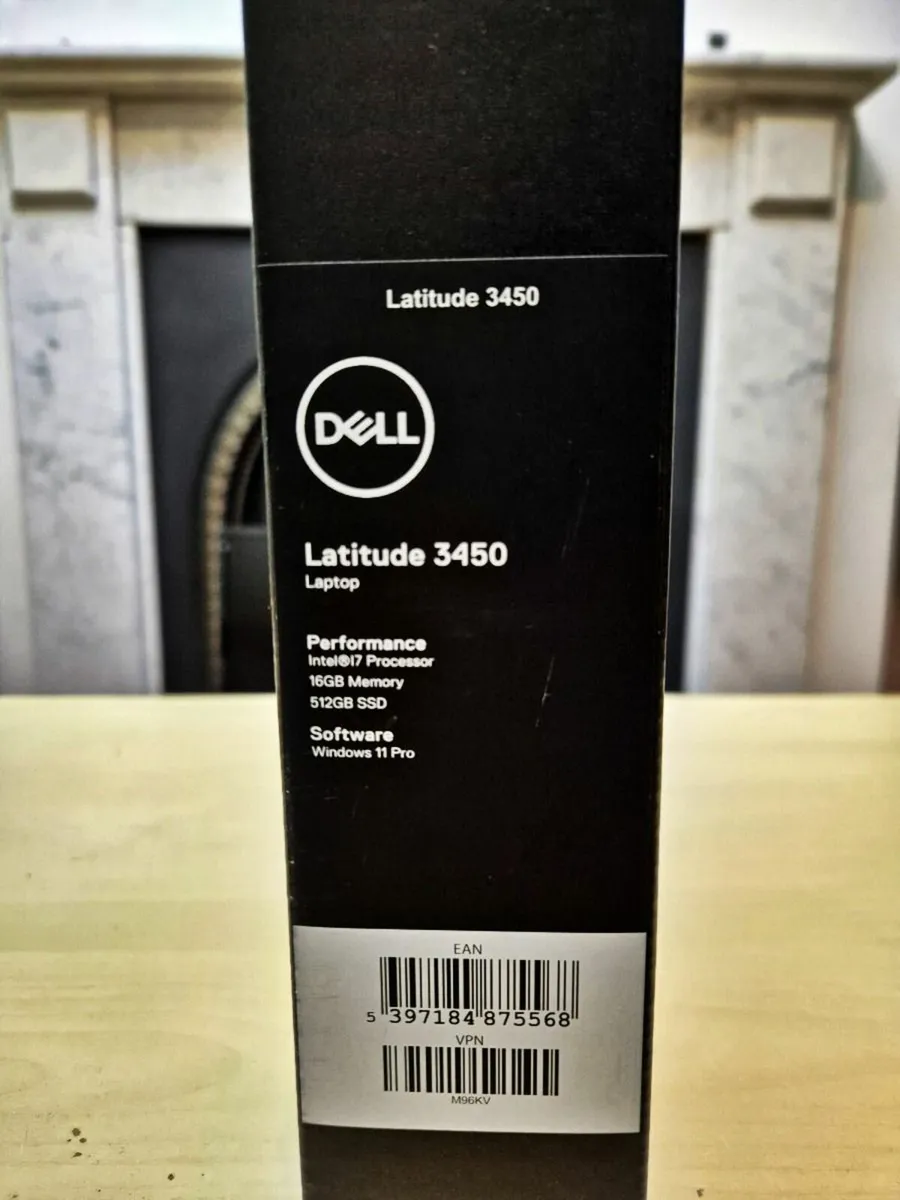 Latitude 3450
DELL
Latitude 3450
Laptop
Performance
Intel®I7 Processor
16GB Memory
512GB SSD
Software
Windows 11 Pro
EAN
5 397184 875568
VPN
M96KV